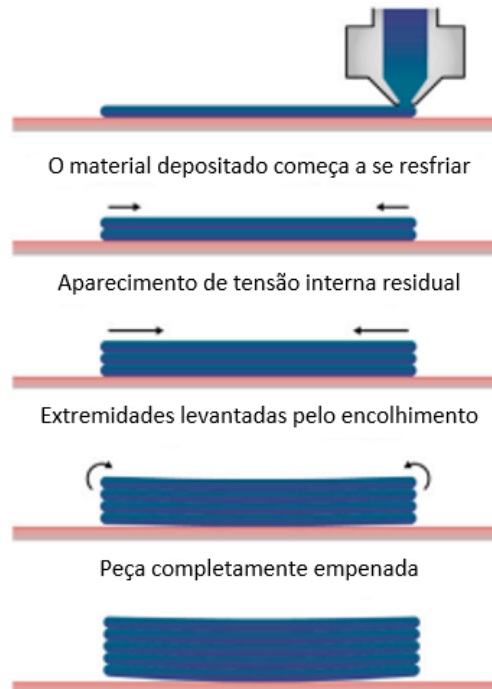 O material depositado começa a se resfriar
Aparecimento de tensão interna residual
Extremidades levantadas pelo encolhimento
Peça completamente empenada